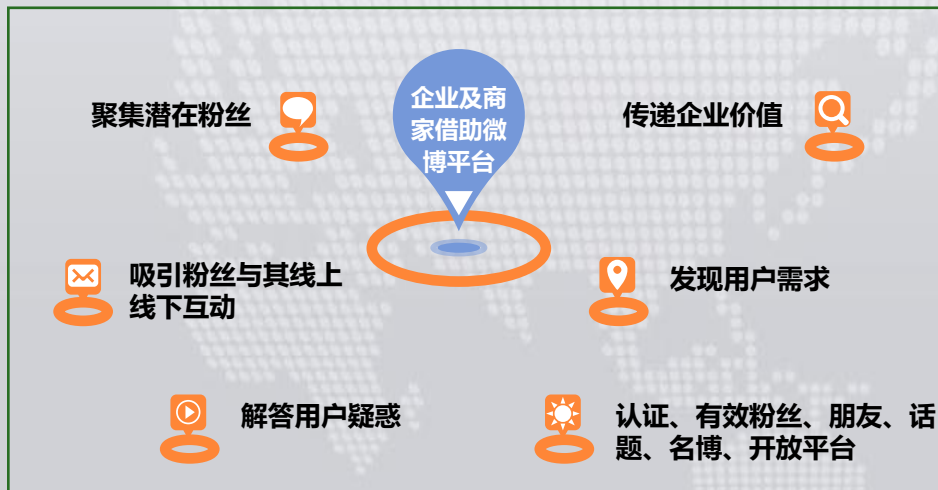 企业及商
家借助微
博平台
聚集潜在粉丝
传递企业价值
吸引粉丝与其线上
线下互动
发现用户需求
解答用户疑惑
认证、有效粉丝、朋友、话
题、名博、开放平台